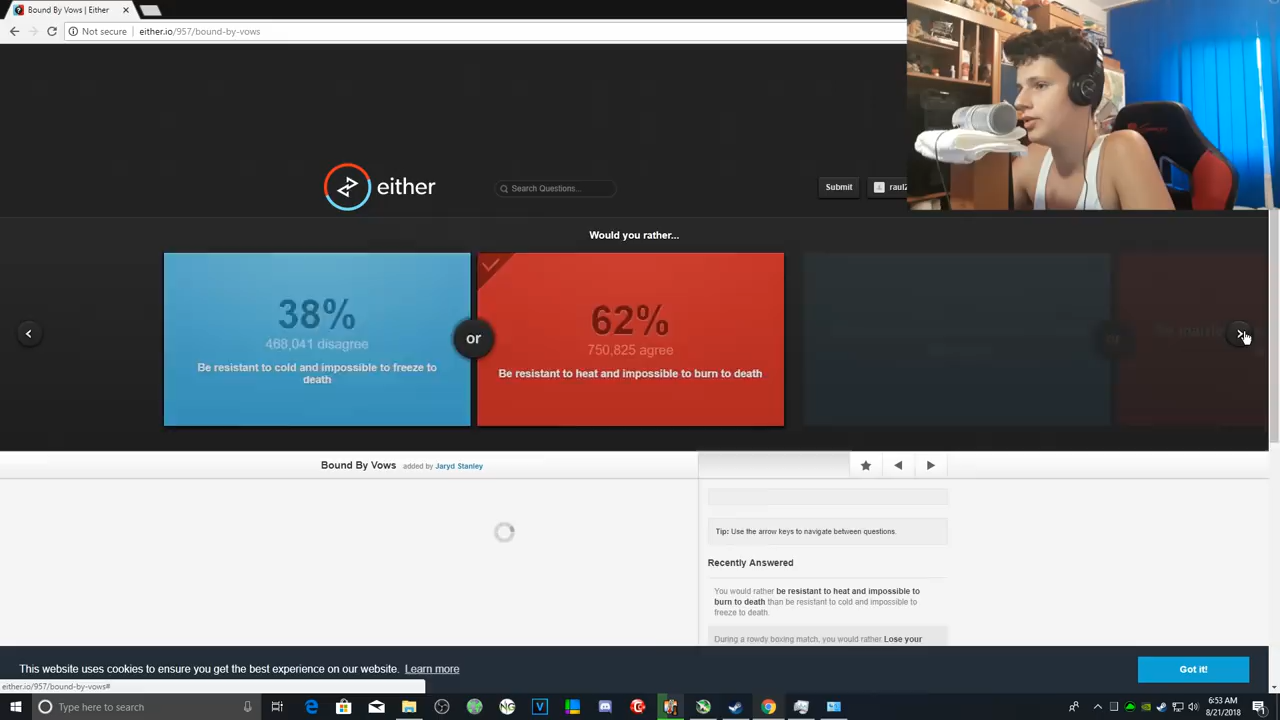 Bound By Vows | Either
Not secure | either.io/957/bound-by-vows
either
Search Questions...
Submit
Would you rather...
38%
468,041 disagree
Be resistant to cold and impossible to freeze to
death
or
62%
750,825 agree
Be resistant to heat and impossible to burn to death
Bound By Vows added by Jaryd Stanley
Tip: Use the arrow keys to navigate between questions.
Recently Answered
You would rather be resistant to heat and impossible to
burn to death than be resistant to cold and impossible to
freeze to death.
During a rowdy boxing match, you would rather Lose your
This website uses cookies to ensure you get the best experience on our website. Learn more
Got it!
either.io/957/bound-by-vows#
Type here to search
6:53 AM
8/21/2018